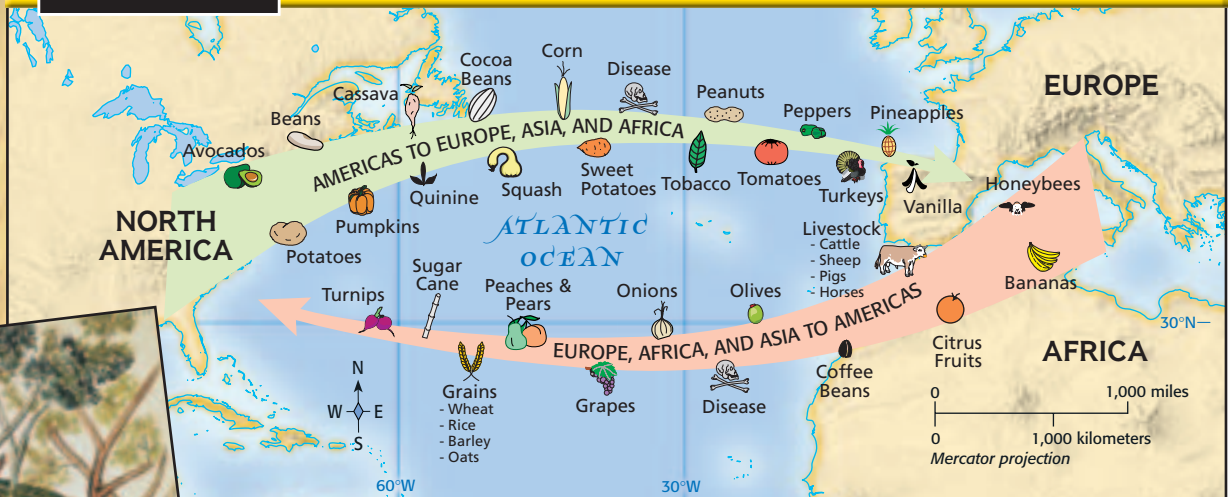 Corn
Cocoa
Beans
Disease
Cassava
Peanuts
Beans
Peppers
Pineapples
EUROPE
Avocados
AMERICAS TO EUROPE, ASIA, AND AFRICA
Quinine
Squash
Sweet
Potatoes
Tobacco
Tomatoes
Turkeys
Vanilla
Honeybees
NORTH
AMERICA
Pumpkins
Potatoes
ATLANTIC
OCEAN
Livestock
- Cattle
- Sheep
- Pigs
- Horses
Bananas
Turnips
Sugar
Cane
Peaches &
Pears
Onions
Olives
EUROPE, AFRICA, AND ASIA TO AMERICAS
Citrus
Fruits
30°N
AFRICA
N
W
E
S
Grains
- Wheat
- Rice
- Barley
- Oats
Grapes
Disease
Coffee
Beans
0
1,000 miles
0
1,000 kilometers
Mercator projection
60°W
30°W